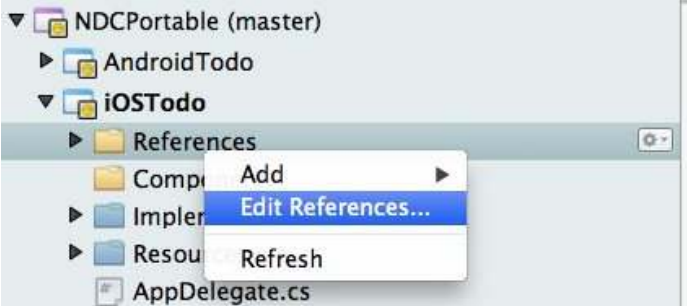 NDCPortable (master)
AndroidTodo
iOSTodo
References
Add
Edit References...
Refresh
AppDelegate.cs